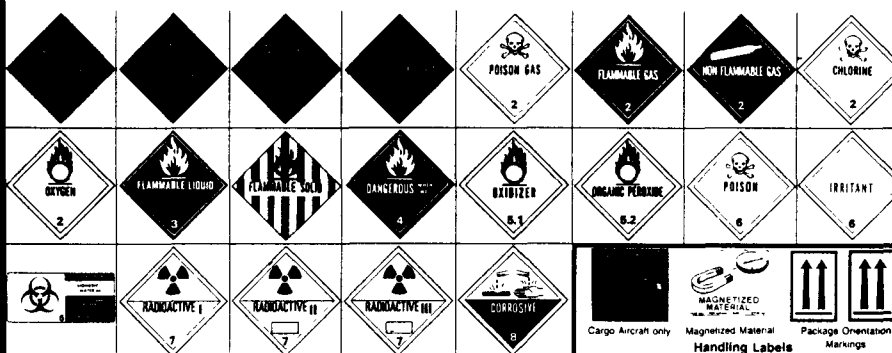 POISON GAS
2
FLAMMABLE GAS
2
NON FLAMMABLE GAS
2
CHLORINE
2
OXYGEN
2
FLAMMABLE LIQUID
3
FLAMMABLE SOLID
DANGEROUS
4
OXIDIZER
5.1
ORGANIC PEROXIDE
5.2
POISON
6
IRRITANT
6
6
RADIOACTIVE I
7
RADIOACTIVE II
7
RADIOACTIVE III
7
CORROSIVE
8
MAGNETIZED
MATERIAL
Cargo Aircraft only
Magnetized Material
Package Orientation
Markings
Handling Labels